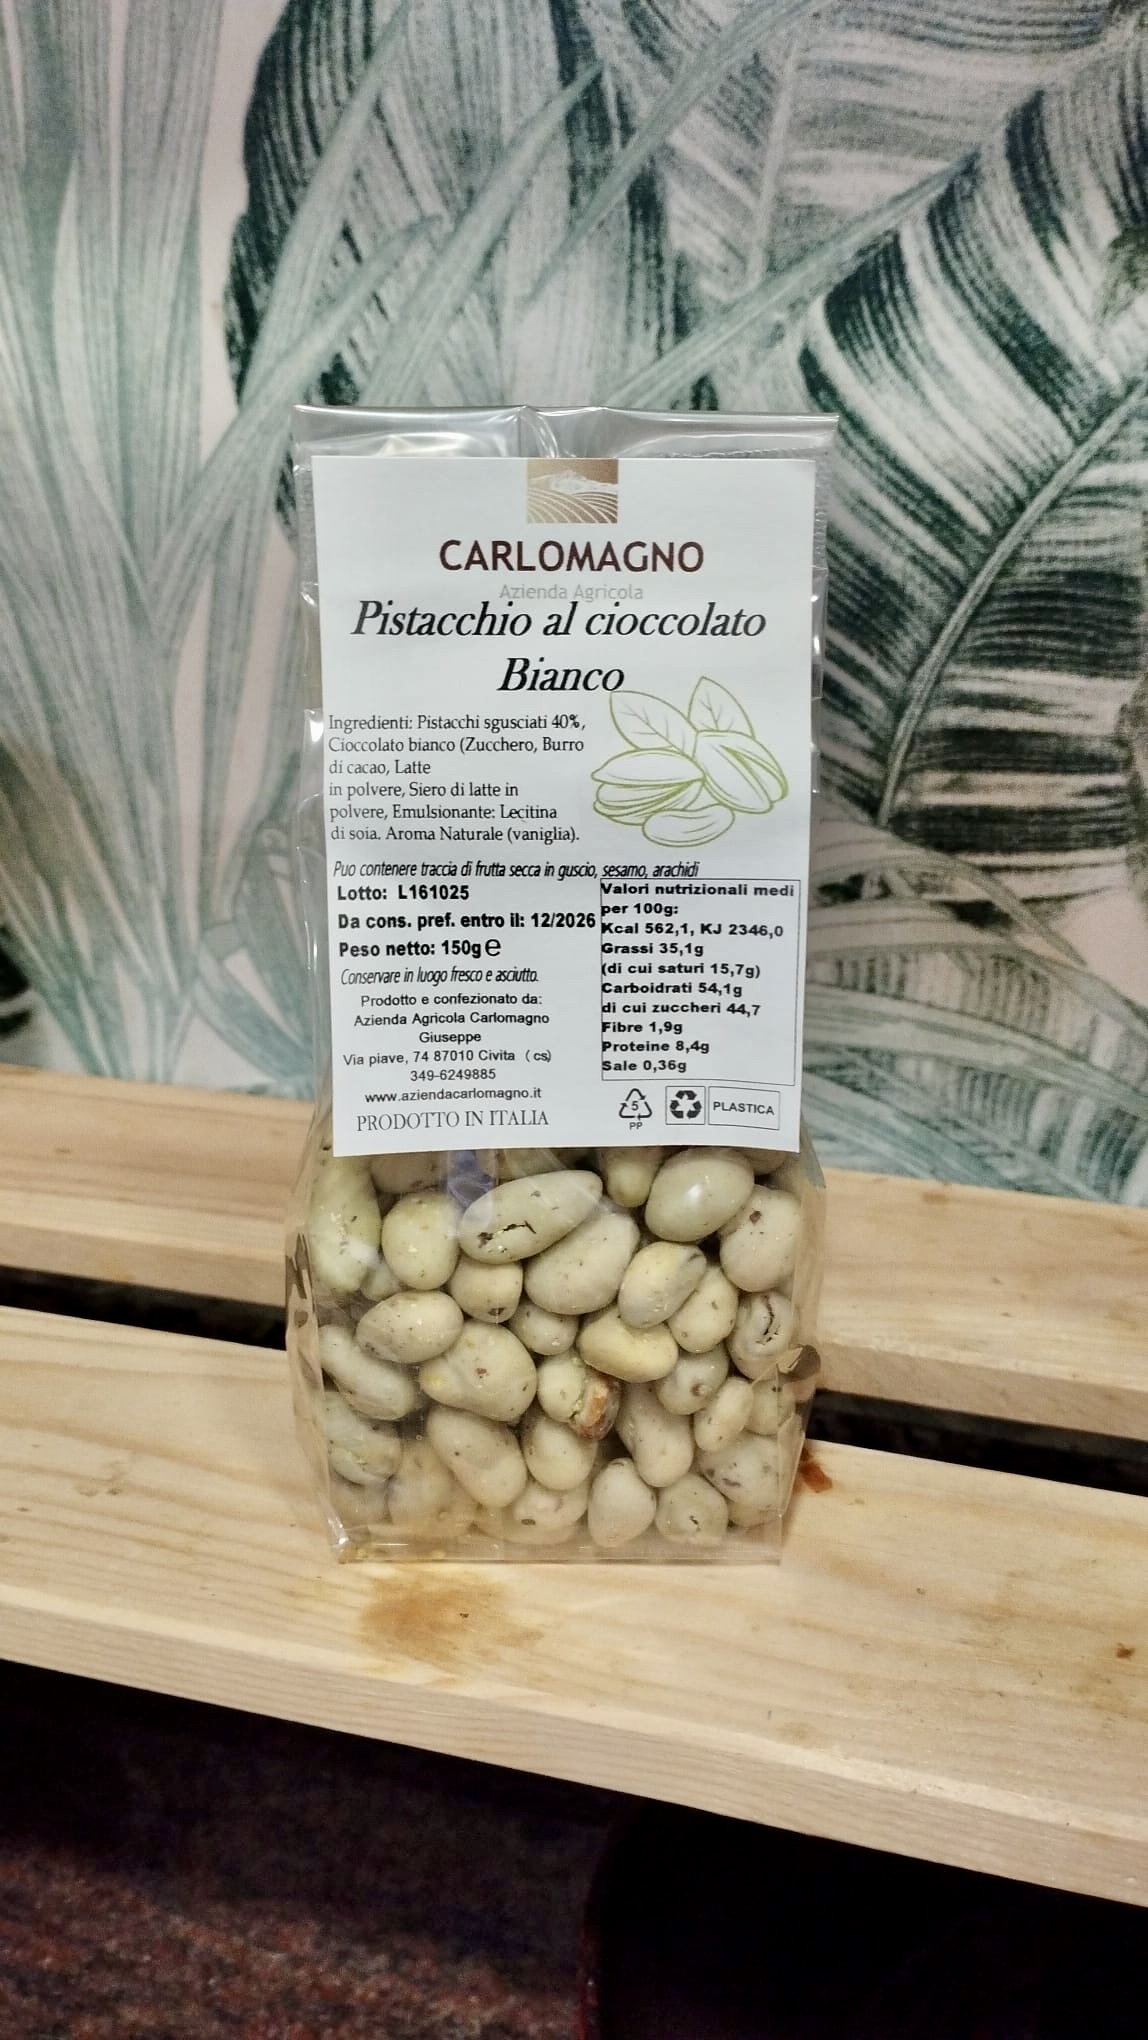 CARLOMAGNO
Azienda Agricola
Pistacchio al cioccolato
Bianco
Ingredienti: Pistacchi sgusciati 40%,
Cioccolato bianco (Zucchero, Burro
di cacao, Latte
in polvere, Siero di latte in
polvere, Emulsionante: Lecitina
di soia. Aroma Naturale (vaniglia).
Puo contenere traccia di frutta secca in guscio, sesamo, arachidi
Lotto: L161025
Da cons. pref. entro il: 12/2026
Peso netto: 150g e
Conservare in luogo fresco e asciutto.
Prodotto e confezionato da:
Azienda Agricola Carlomagno
Giuseppe
Via piave, 74 87010 Civita (cs)
349-6249885
www.aziendacarlomagno.it
PRODOTTO IN ITALIA
Valori nutrizionali medi
per 100g:
Kcal 562,1, KJ 2346,0
Grassi 35,1g
(di cui saturi 15,7g)
Carboidrati 54,1g
di cui zuccheri 44,7
Fibre 1,9g
Proteine 8,4g
Sale 0,36g
5
PP
PLASTICA